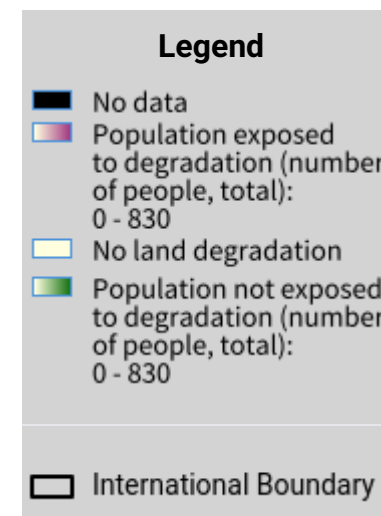 Legend
No data
Population exposed
to degradation (number
of people, total):
0 - 830
No land degradation
Population not exposed
to degradation (number
of people, total):
0 - 830
International Boundary